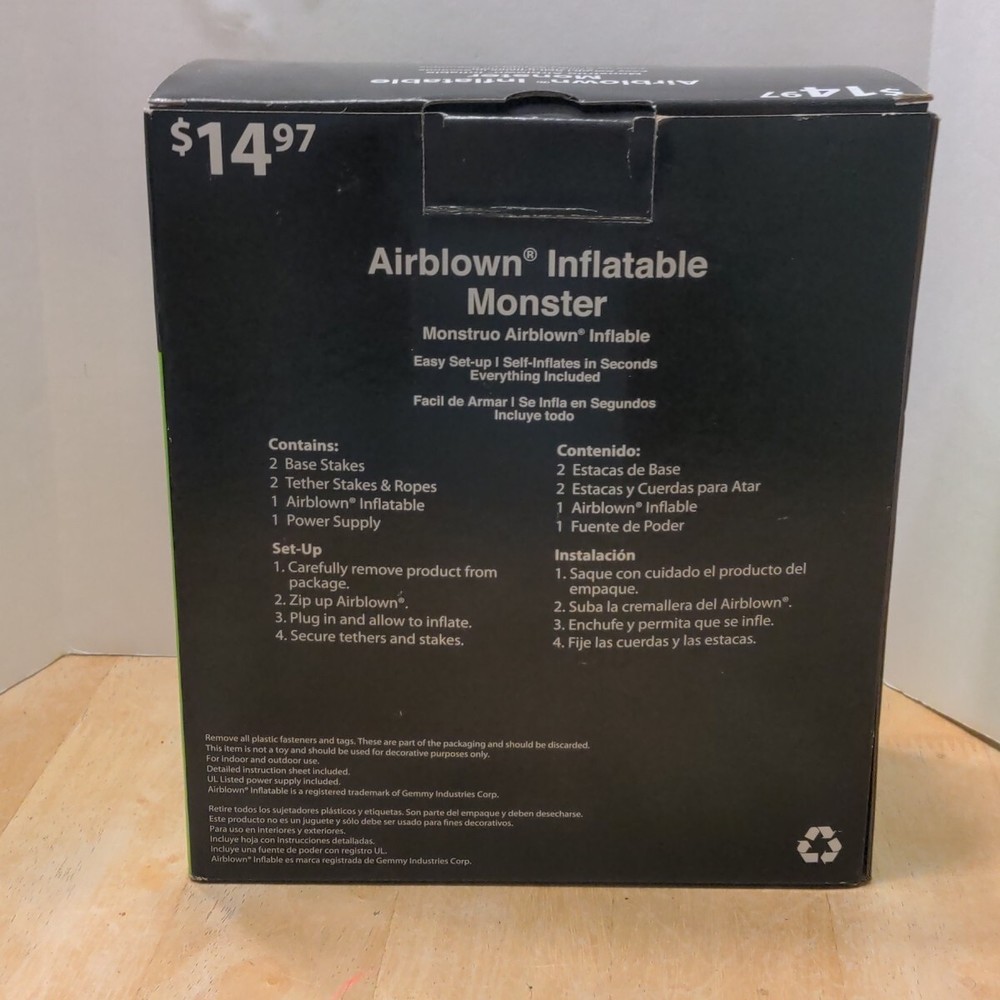 Airblown™ Inflatable
Monster
$14.97
$14.97
Airblown® Inflatable
Monster
Monstruo Airblown® Inflable
Easy Set-up | Self-Inflates in Seconds
Everything Included
Facil de Armar | Se Infla en Segundos
Incluye todo
Contains:
2 Base Stakes
2 Tether Stakes & Ropes
1 Airblown® Inflatable
1 Power Supply
Set-Up
1. Carefully remove product from
package.
2. Zip up Airblown®.
3. Plug in and allow to inflate.
4. Secure tethers and stakes.
Contenido:
2 Estacas de Base
2 Estacas y Cuerdas para Atar
1 Airblown® Inflable
1 Fuente de Poder
Instalación
1. Saque con cuidado el producto del
empaque.
2. Suba la cremallera del Airblown®.
3. Enchufe y permita que se infle.
4. Fije las cuerdas y las estacas.
Remove all plastic fasteners and tags. These are part of the packaging and should be discarded.
This item is not a toy and should be used for decorative purposes only.
For indoor and outdoor use.
Detailed instruction sheet included.
UL Listed power supply included.
Airblown® Inflatable is a registered trademark of Gemmy Industries Corp.
Retire todos los sujetadores plásticos y etiquetas. Son parte del empaque y deben desecharse.
Este producto no es un juguete y sólo debe ser usado para fines decorativos.
Para uso en interiores y exteriores.
Incluye hoja con instrucciones detalladas.
Incluye una fuente de poder con registro UL.
Airblown® Inflable es marca registrada de Gemmy Industries Corp.